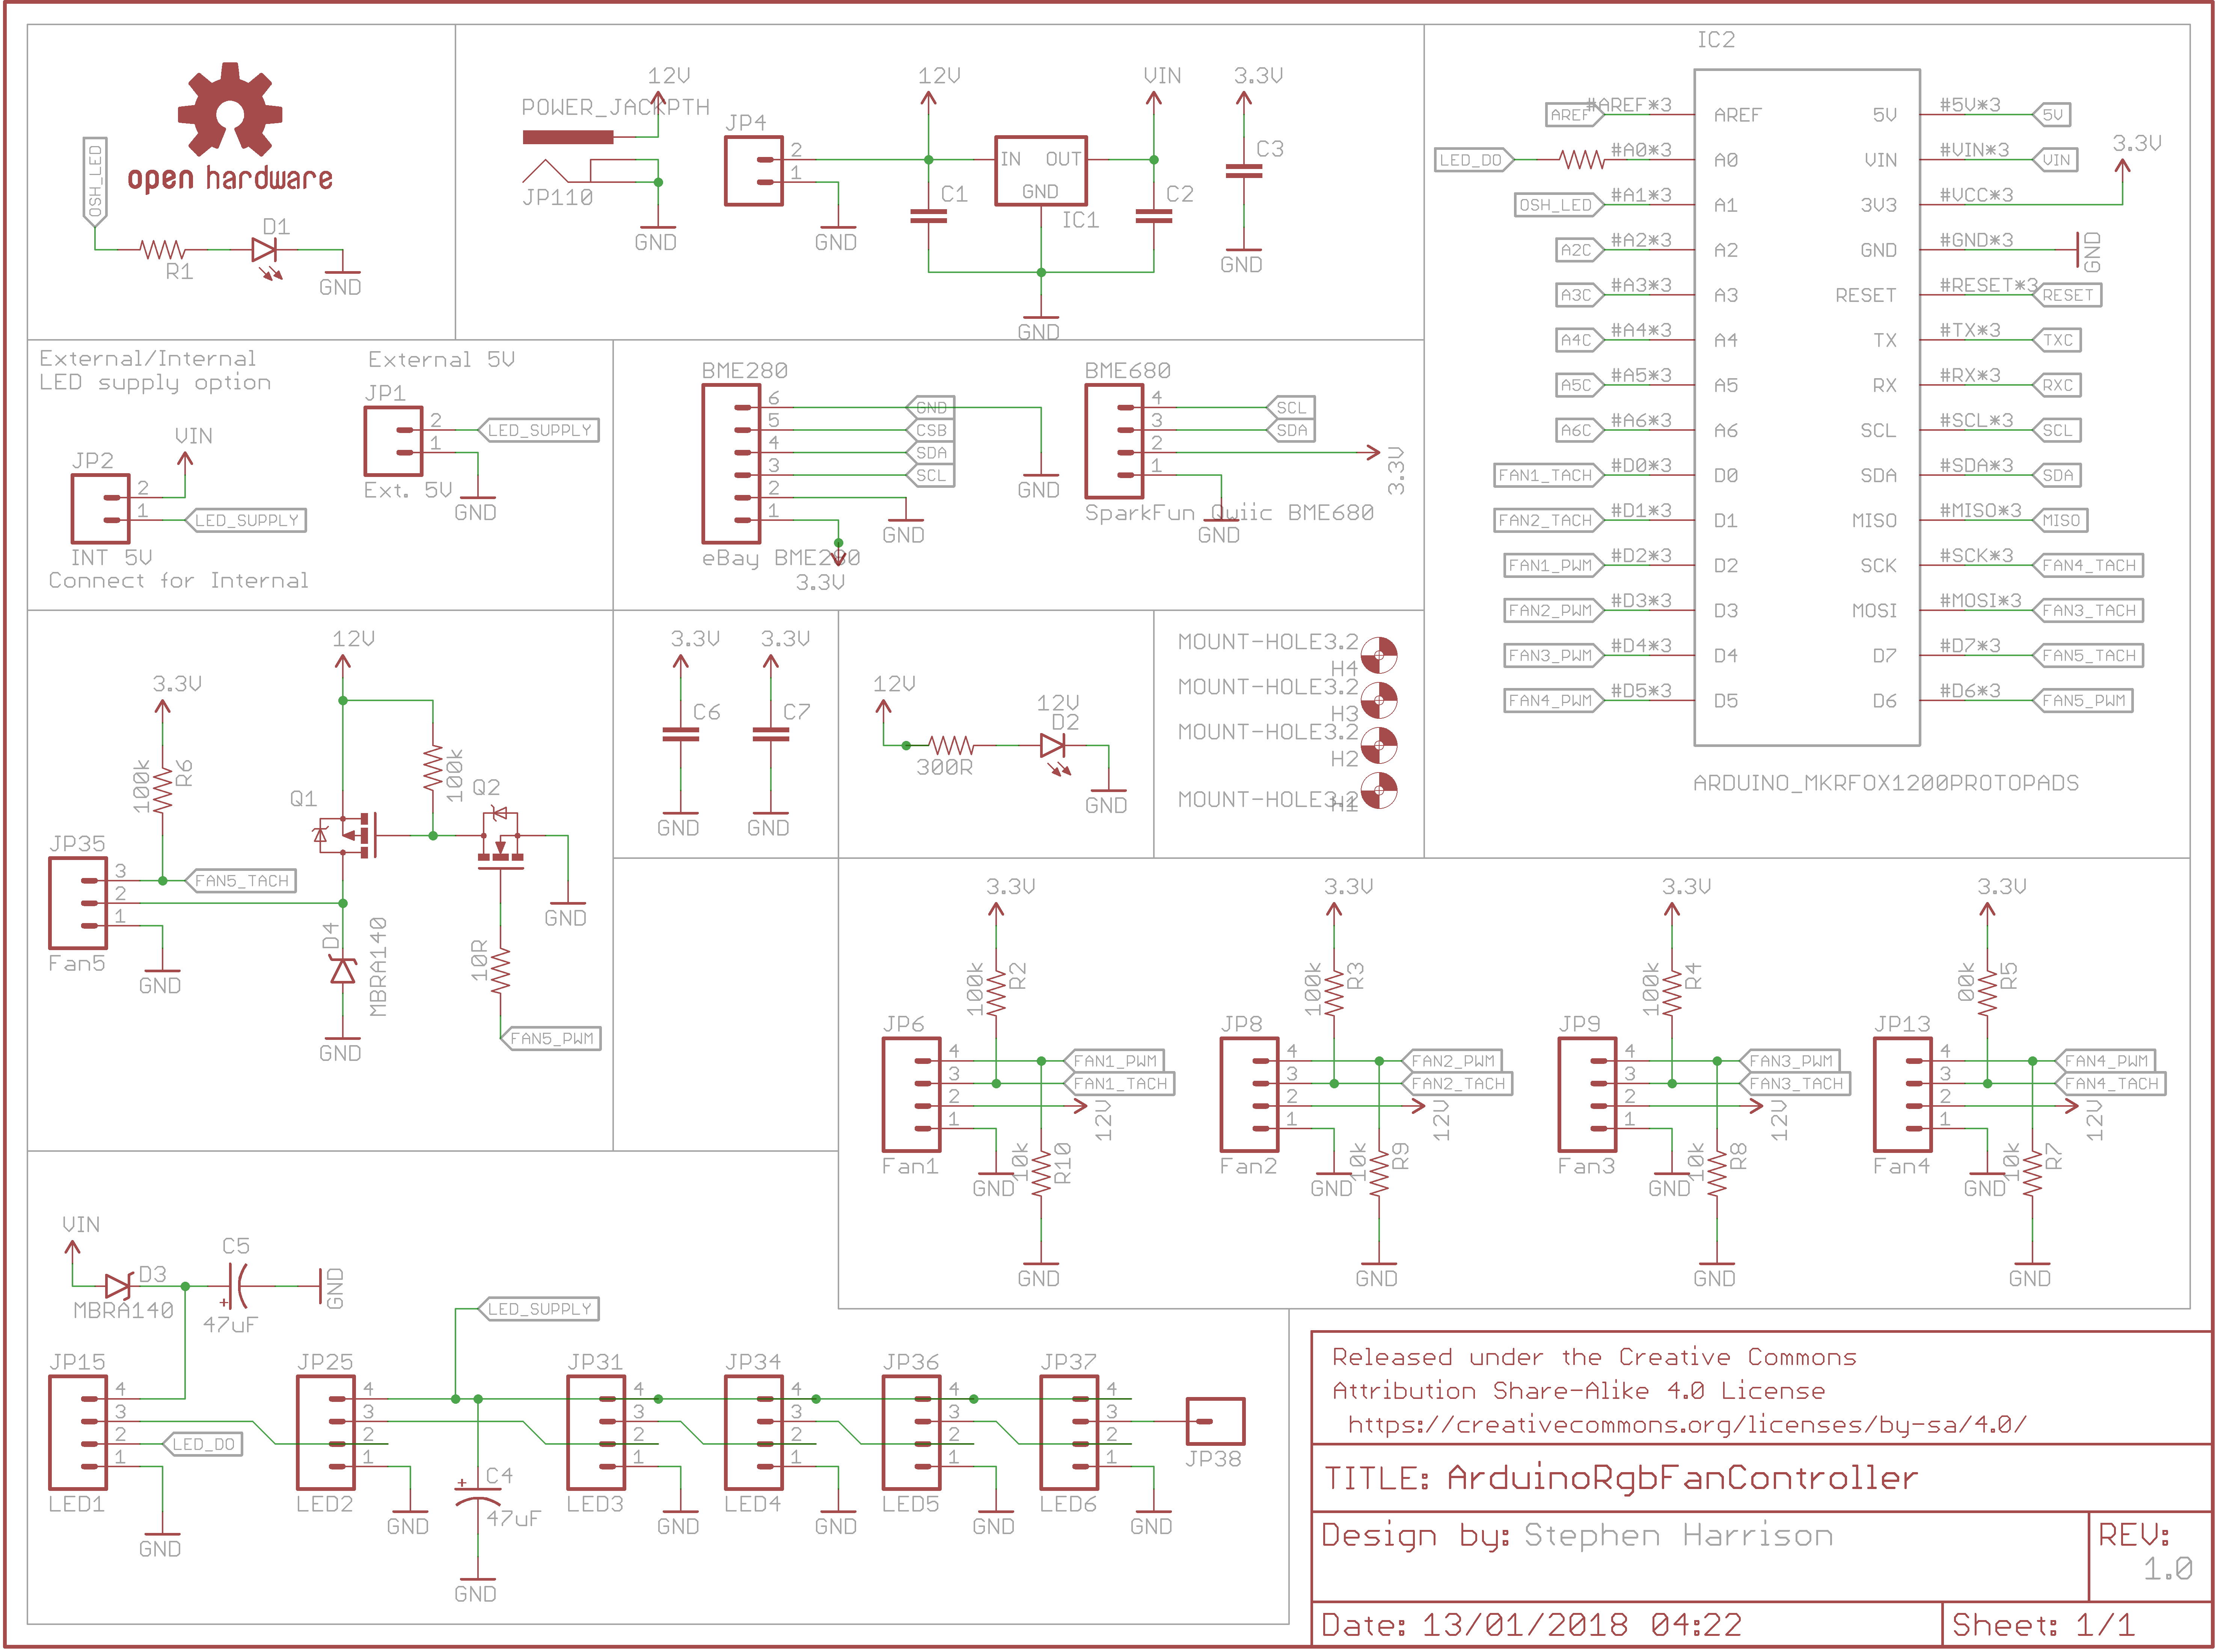 open hardware
OSH_LED
R1
D1
GND
POWER_JACKPTH
12V
JP110
GND
JP4
2
1
GND
12V
IN
OUT
GND
IC1
C1
C2
VIN
GND
3.3V
C3
GND
IC2
AREF
#AREF*3
AREF
LED_DO
#A0*3
A0
OSH_LED
#A1*3
A1
A2C
#A2*3
A2
A3C
#A3*3
A3
A4C
#A4*3
A4
A5C
#A5*3
A5
A6C
#A6*3
A6
FAN1_TACH
#D0*3
D0
FAN2_TACH
#D1*3
D1
FAN1_PWM
#D2*3
D2
FAN2_PWM
#D3*3
D3
FAN3_PWM
#D4*3
D4
FAN4_PWM
#D5*3
D5
5V
#5V*3
5V
VIN
#VIN*3
VIN
3V3
#VCC*3
3.3V
GND
#GND*3
GND
RESET
#RESET*3
RESET
TX
#TX*3
TXC
RX
#RX*3
RXC
SCL
#SCL*3
SCL
SDA
#SDA*3
SDA
MISO
#MISO*3
MISO
SCK
#SCK*3
FAN4_TACH
MOSI
#MOSI*3
FAN3_TACH
D7
#D7*3
FAN5_TACH
D6
#D6*3
FAN5_PWM
ARDUINO_MKRFOX1200PROTOPADS
External/Internal
LED supply option
VIN
JP2
2
1
LED_SUPPLY
INT 5V
Connect for Internal
External 5V
JP1
2
1
LED_SUPPLY
Ext. 5V
GND
BME280
6
5
4
3
2
1
GND
CSB
SDA
SCL
GND
GND
eBay BME280
3.3V
BME680
4
3
2
1
SCL
SDA
3.3V
SparkFun Qwiic BME680
GND
12V
3.3V
100k
R6
100k
Q1
Q2
JP35
3
2
1
FAN5_TACH
Fan5
GND
D4
MBRA140
GND
10R
GND
FAN5_PWM
3.3V
C6
GND
3.3V
C7
GND
12V
300R
12V
D2
GND
MOUNT-HOLE3.2
H4
MOUNT-HOLE3.2
H3
MOUNT-HOLE3.2
H2
MOUNT-HOLE3.2
H1
3.3V
100k
R2
JP6
4
3
2
1
FAN1_PWM
FAN1_TACH
12V
Fan1
GND
10k
R10
GND
3.3V
100k
R3
JP8
4
3
2
1
FAN2_PWM
FAN2_TACH
12V
Fan2
GND
10k
R9
GND
3.3V
100k
R4
JP9
4
3
2
1
FAN3_PWM
FAN3_TACH
12V
Fan3
GND
10k
R8
GND
3.3V
00k
R5
JP13
4
3
2
1
FAN4_PWM
FAN4_TACH
12V
Fan4
GND
10k
R7
GND
VIN
D3
MBRA140
C5
+
47uF
GND
LED_SUPPLY
JP15
4
3
2
1
LED_DO
LED1
GND
JP25
4
3
2
1
LED2
GND
+
C4
47uF
GND
JP31
4
3
2
1
LED3
GND
JP34
4
3
2
1
LED4
GND
JP36
4
3
2
1
LED5
GND
JP37
4
3
2
1
LED6
GND
JP38
Released under the Creative Commons
Attribution Share-Alike 4.0 License
https://creativecommons.org/licenses/by-sa/4.0/
TITLE: ArduinoRgbFanController
Design by: Stephen Harrison
REV:
1.0
Date: 13/01/2018 04:22
Sheet: 1/1